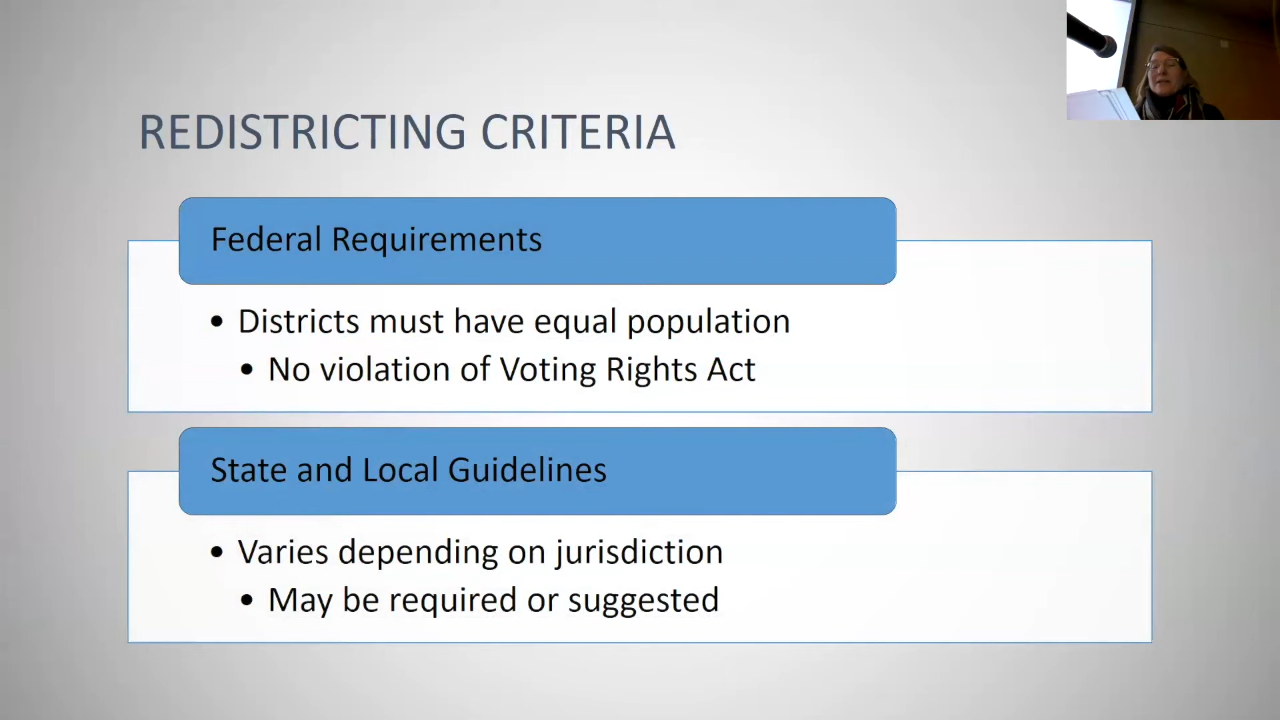 REDISTRICTING CRITERIA
Federal Requirements
• Districts must have equal population
• No violation of Voting Rights Act
State and Local Guidelines
• Varies depending on jurisdiction
• May be required or suggested